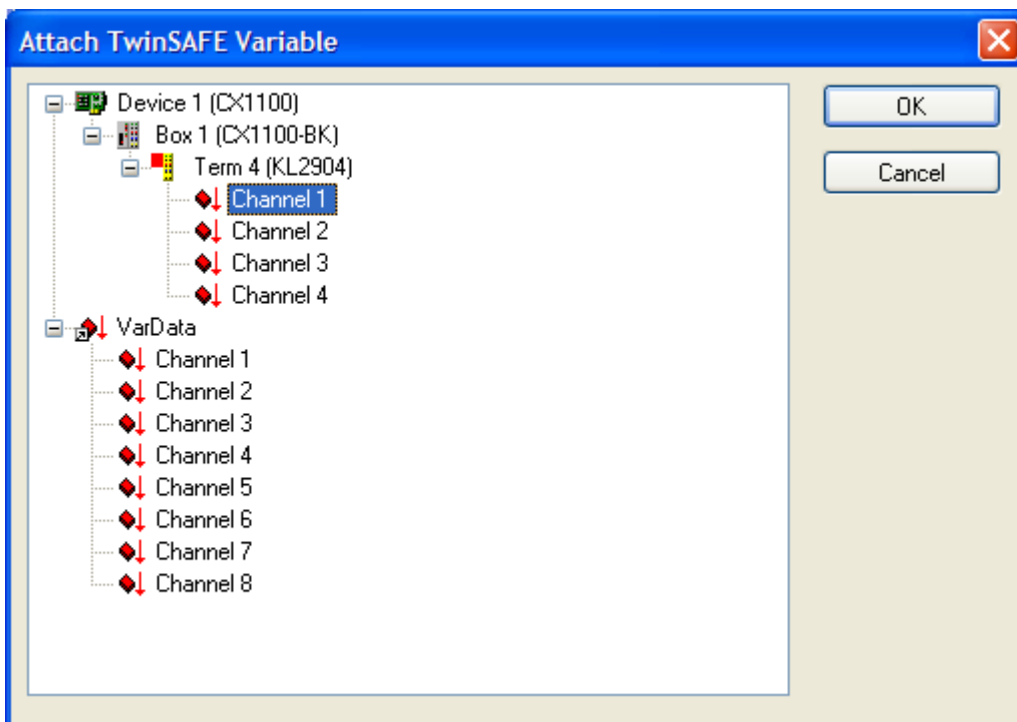 Attach TwinSAFE Variable
Device 1 (CX1100)
OK
Box 1 (CX1100-BK)
Term 4 (KL2904)
Cancel
Channel 1
Channel 2
Channel 3
Channel 4
VarData
Channel 1
Channel 2
Channel 3
Channel 4
Channel 5
Channel 6
Channel 7
Channel 8